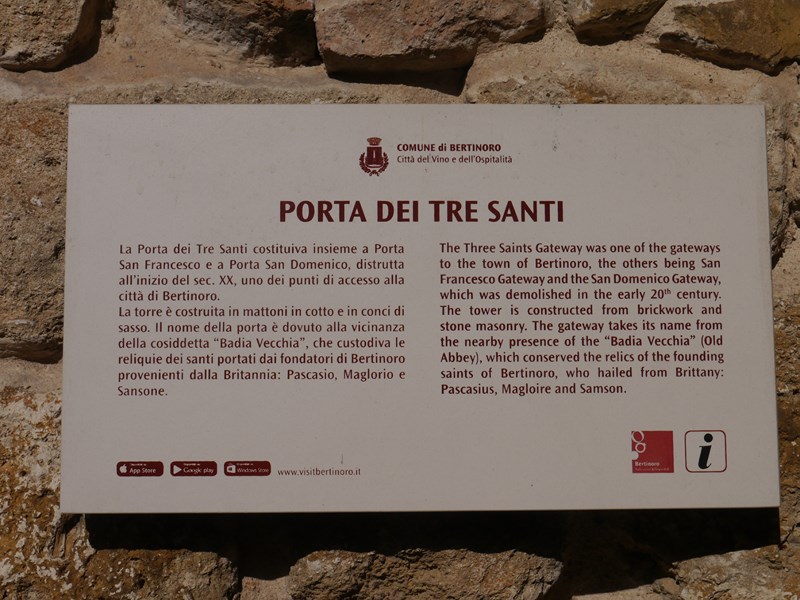 COMUNE di BERTINORO
Città del Vino e dell'Ospitalità
PORTA DEI TRE SANTI
La Porta dei Tre Santi costituiva insieme a Porta
San Francesco e a Porta San Domenico, distrutta
all'inizio del sec. XX, uno dei punti di accesso alla
città di Bertinoro.
La torre è costruita in mattoni in cotto e in conci di
sasso. Il nome della porta è dovuto alla vicinanza
della cosiddetta "Badia Vecchia", che custodiva le
reliquie dei santi portati dai fondatori di Bertinoro
provenienti dalla Britannia: Pascasio, Maglorio e
Sansone.
The Three Saints Gateway was one of the gateways
to the town of Bertinoro, the others being San
Francesco Gateway and the San Domenico Gateway,
which was demolished in the early 20th century.
The tower is constructed from brickwork and
stone masonry. The gateway takes its name from
the nearby presence of the "Badia Vecchia" (Old
Abbey), which conserved the relics of the founding
saints of Bertinoro, who hailed from Brittany:
Pascasius, Magloire and Samson.
App Store
Google play
Windows Store
www.visitbertinoro.it
Bertinoro
i